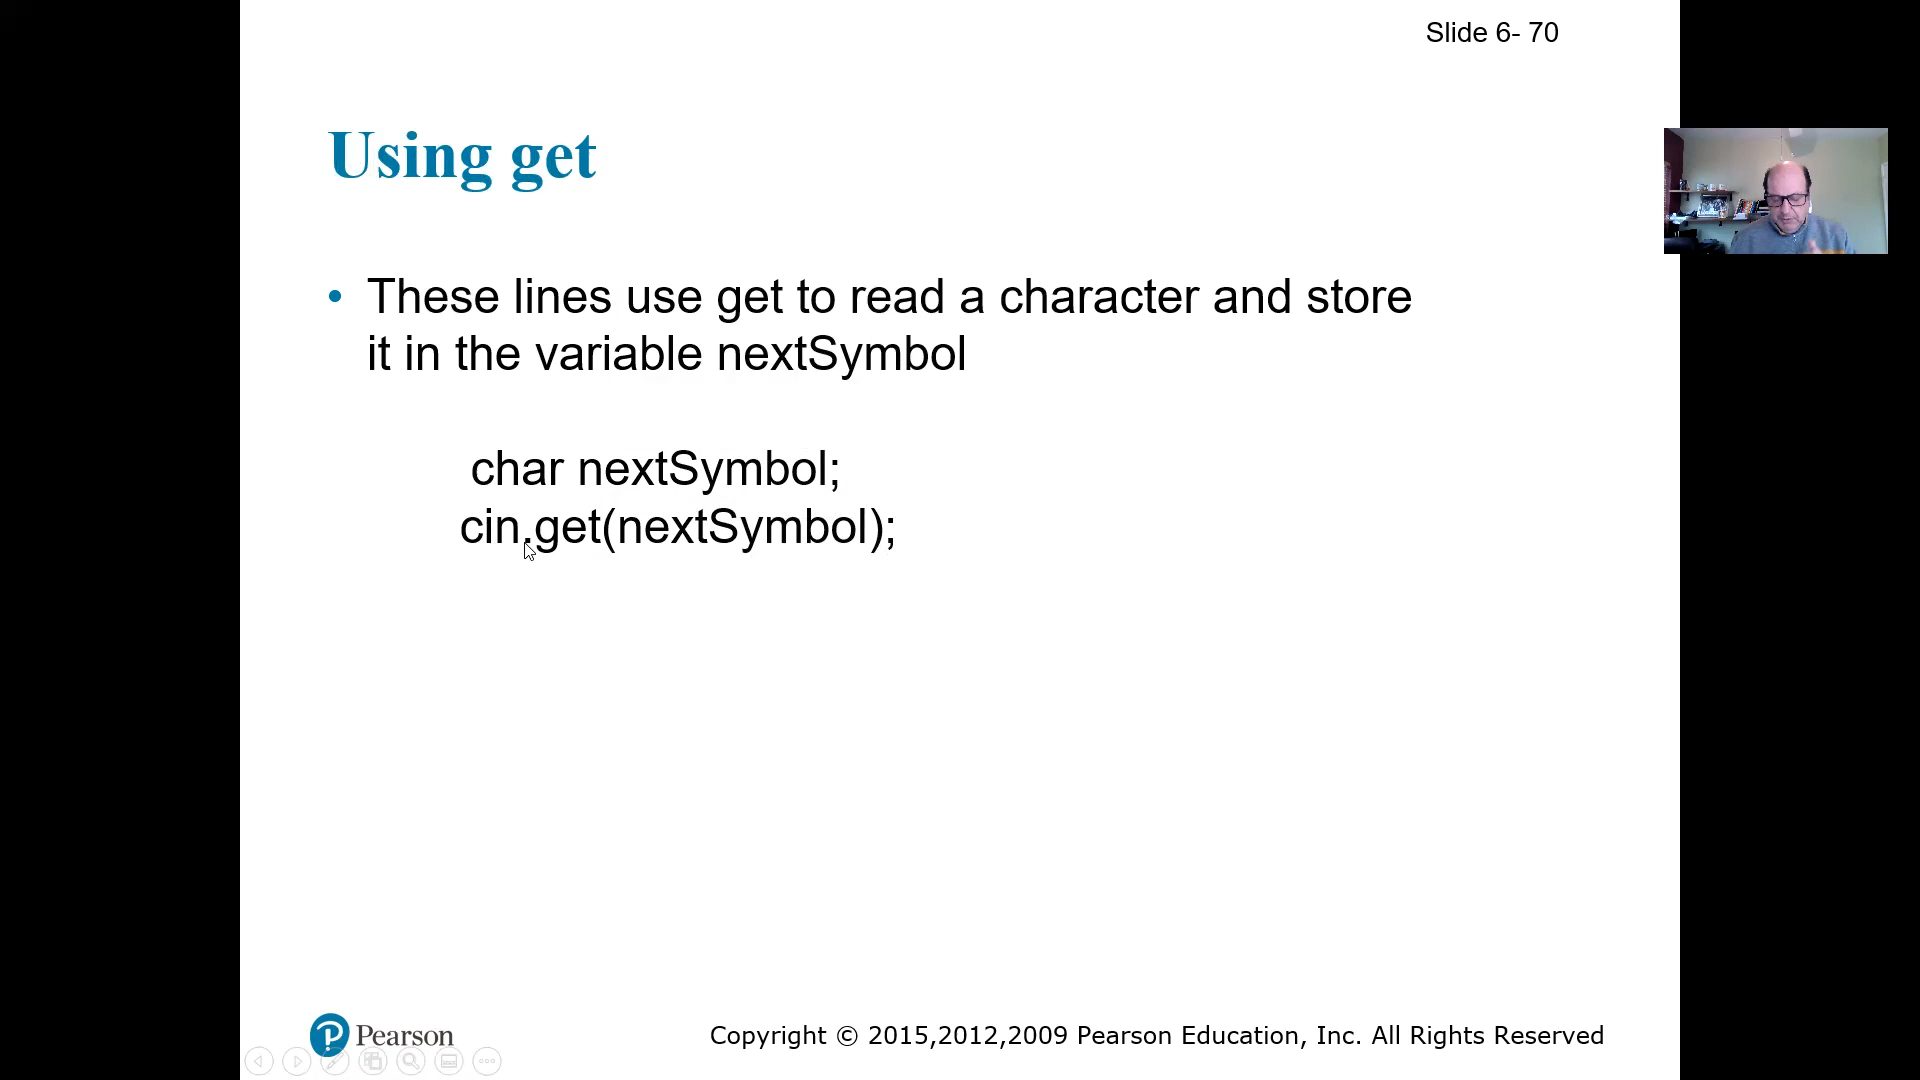 Slide 6- 70
Using get
• These lines use get to read a character and store
it in the variable nextSymbol
char nextSymbol;
cin.get(nextSymbol);
Pearson
Copyright © 2015,2012,2009 Pearson Education, Inc. All Rights Reserved